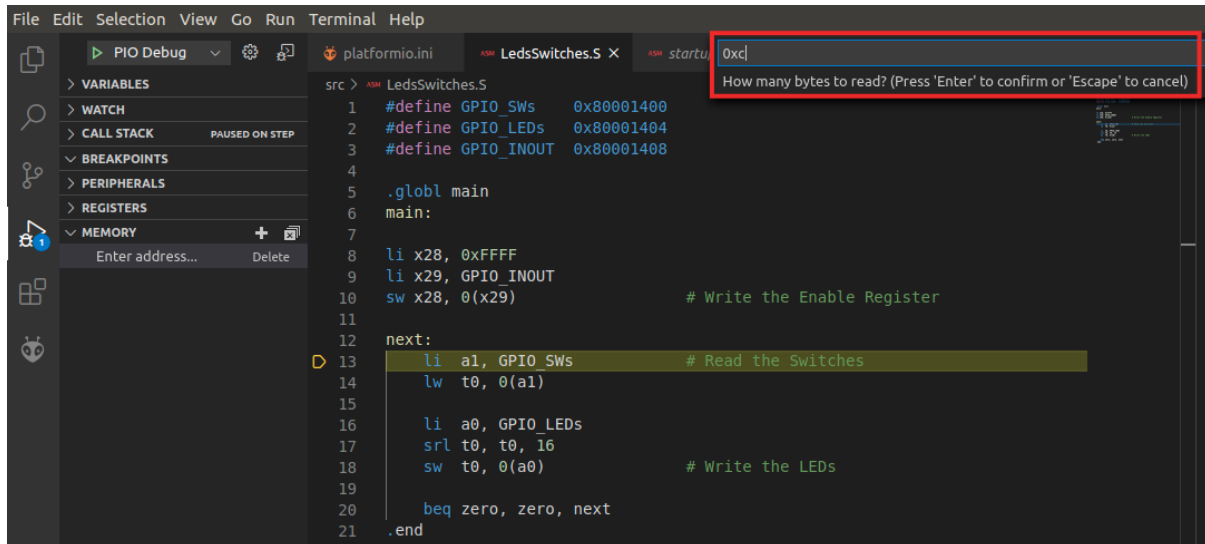 File Edit Selection View Go Run Terminal Help
PIO Debug
platformio.ini
ASM LedsSwitches.S
ASM startu
0xc
How many bytes to read? (Press 'Enter' to confirm or 'Escape' to cancel)
VARIABLES
WATCH
CALL STACK PAUSED ON STEP
BREAKPOINTS
PERIPHERALS
REGISTERS
MEMORY
Enter address... Delete
1
src > ASM LedsSwitches.S
1 #define GPIO_SWs 0x80001400
2 #define GPIO_LEDs 0x80001404
3 #define GPIO_INOUT 0x80001408
4
5 .globl main
6 main:
7
8 li x28, 0xFFFF
9 li x29, GPIO_INOUT
10 sw x28, 0(x29) # Write the Enable Register
11
12 next:
13 li a1, GPIO_SWs # Read the Switches
14 lw t0, 0(a1)
15
16 li a0, GPIO_LEDs
17 srl t0, t0, 16
18 sw t0, 0(a0) # Write the LEDs
19
20 beq zero, zero, next
21 .end